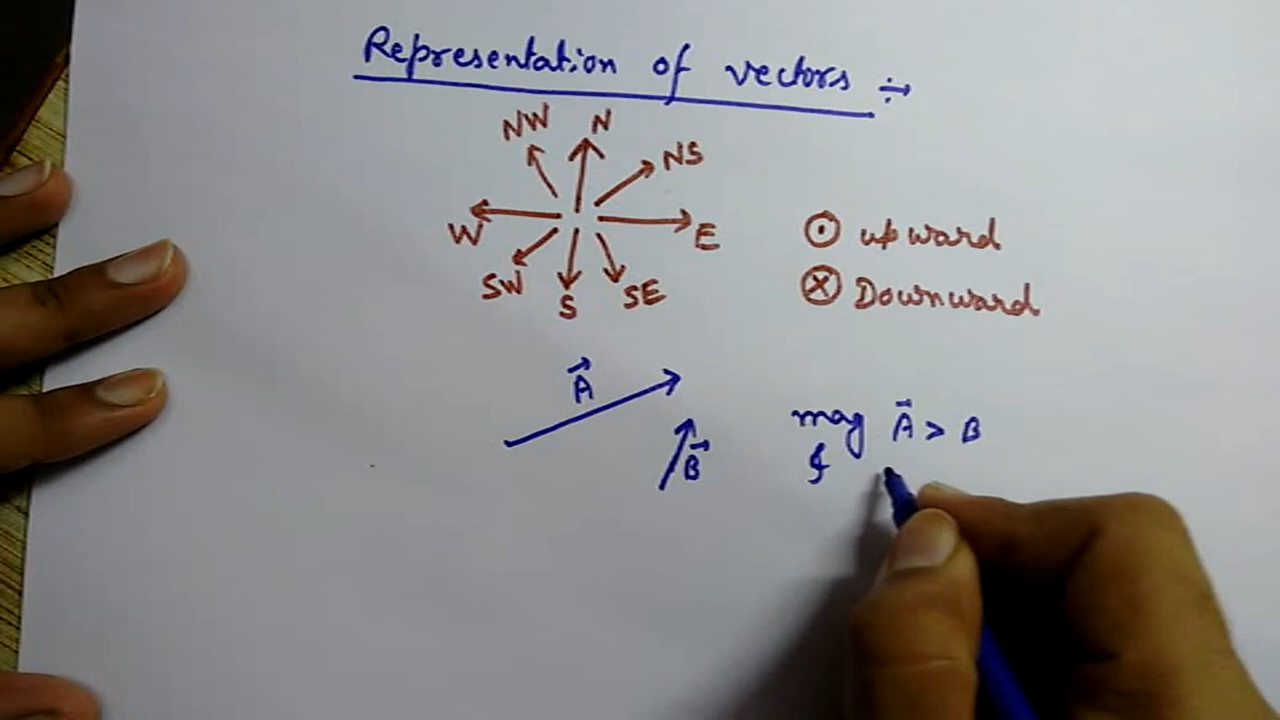 Representation of vectors :→
NW N NS
W E
SW S SE
⊙ upward
⊗ Downward
A⃗
B⃗
mag A⃗ > B
&